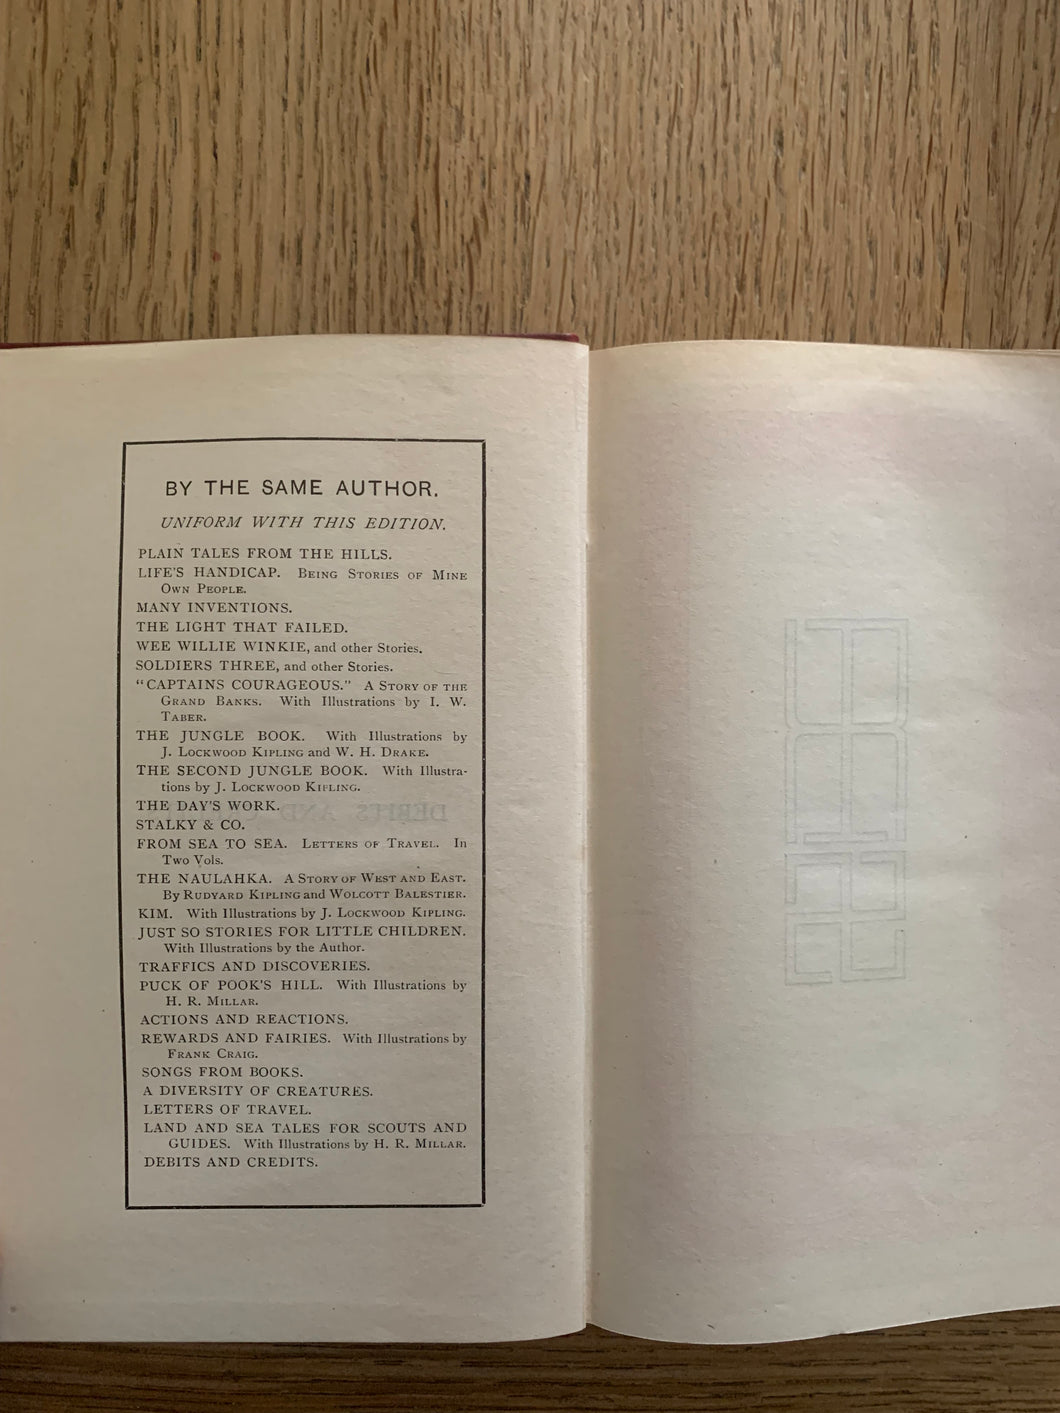 BY THE SAME AUTHOR.
UNIFORM WITH THIS EDITION.
PLAIN TALES FROM THE HILLS.
LIFE'S HANDICAP. BEING STORIES OF MINE
OWN PEOPLE.
MANY INVENTIONS.
THE LIGHT THAT FAILED.
WEE WILLIE WINKIE, and other Stories.
SOLDIERS THREE, and other Stories.
"CAPTAINS COURAGEOUS." A STORY OF THE
GRAND BANKS. With Illustrations by I. W.
TABER.
THE JUNGLE BOOK. With Illustrations by
J. LOCKWOOD KIPLING and W. H. DRAKE.
THE SECOND JUNGLE BOOK. With Illustra-
tions by J. LOCKWOOD KIPLING.
THE DAY'S WORK.
STALKY & CO.
FROM SEA TO SEA. LETTERS OF TRAVEL. In
Two Vols.
THE NAULAHKA. A STORY OF WEST AND EAST.
By RUDYARD KIPLING and WOLCOTT BALESTIER.
KIM. With Illustrations by J. LOCKWOOD KIPLING.
JUST SO STORIES FOR LITTLE CHILDREN.
With Illustrations by the Author.
TRAFFICS AND DISCOVERIES.
PUCK OF POOK'S HILL. With Illustrations by
H. R. MILLAR.
ACTIONS AND REACTIONS.
REWARDS AND FAIRIES. With Illustrations by
FRANK CRAIG.
SONGS FROM BOOKS.
A DIVERSITY OF CREATURES.
LETTERS OF TRAVEL.
LAND AND SEA TALES FOR SCOUTS AND
GUIDES. With Illustrations by H. R. MILLAR.
DEBITS AND CREDITS.